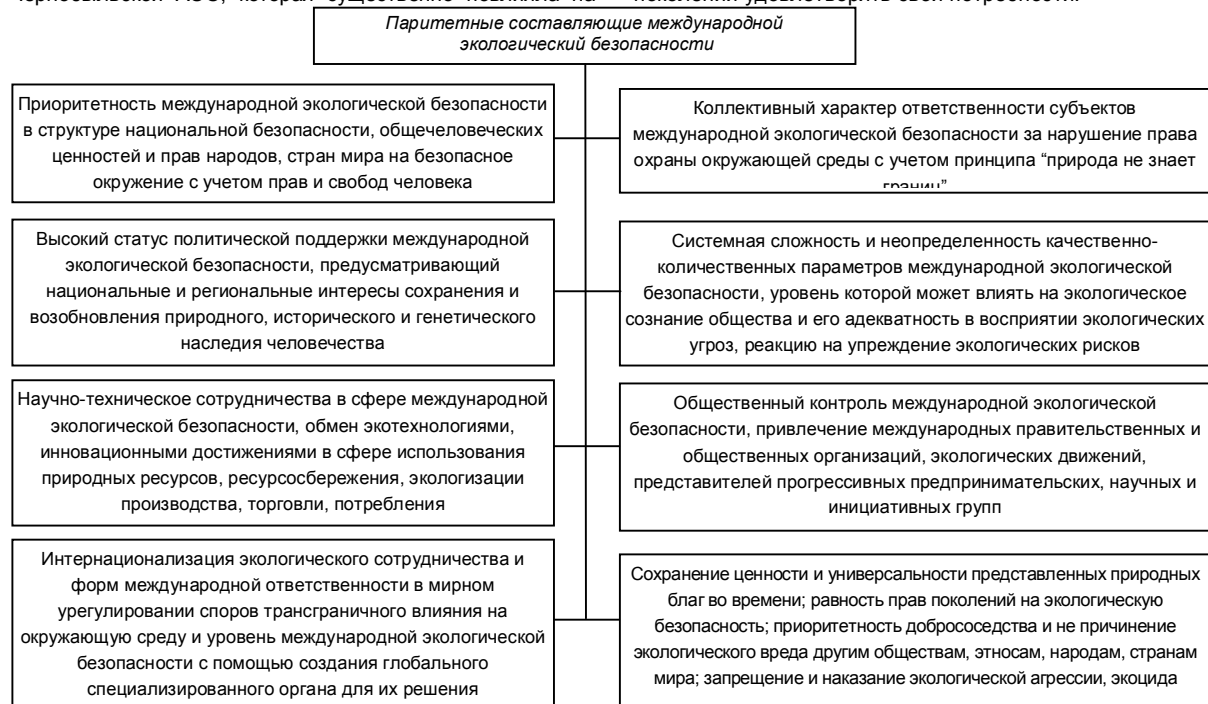 Паритетные составляющие международной
экологический безопасности
Приоритетность международной экологической безопасности
в структуре национальной безопасности, общечеловеческих
ценностей и прав народов, стран мира на безопасное
окружение с учетом прав и свобод человека
Высокий статус политической поддержки международной
экологической безопасности, предусматривающий
национальные и региональные интересы сохранения и
возобновления природного, исторического и генетического
наследия человечества
Научно-техническое сотрудничества в сфере международной
экологической безопасности, обмен экотехнологиями,
инновационными достижениями в сфере использования
природных ресурсов, ресурсосбережения, экологизации
производства, торговли, потребления
Интернационализация экологического сотрудничества и
форм международной ответственности в мирном
урегулировании споров трансграничного влияния на
окружающую среду и уровень международной экологической
безопасности с помощью создания глобального
специализированного органа для их решения
Коллективный характер ответственности субъектов
международной экологической безопасности за нарушение права
охраны окружающей среды с учетом принципа “природа не знает
границ”
Системная сложность и неопределенность качественно-
количественных параметров международной экологической
безопасности, уровень которой может влиять на экологическое
сознание общества и его адекватность в восприятии экологических
угроз, реакцию на упреждение экологических рисков
Общественный контроль международной экологической
безопасности, привлечение международных правительственных и
общественных организаций, экологических движений,
представителей прогрессивных предпринимательских, научных и
инициативных групп
Сохранение ценности и универсальности представленных природных
благ во времени; равность прав поколений на экологическую
безопасность; приоритетность добрососедства и не причинение
экологического вреда другим обществам, этносам, народам, странам
мира; запрещение и наказание экологической агрессии, экоцида